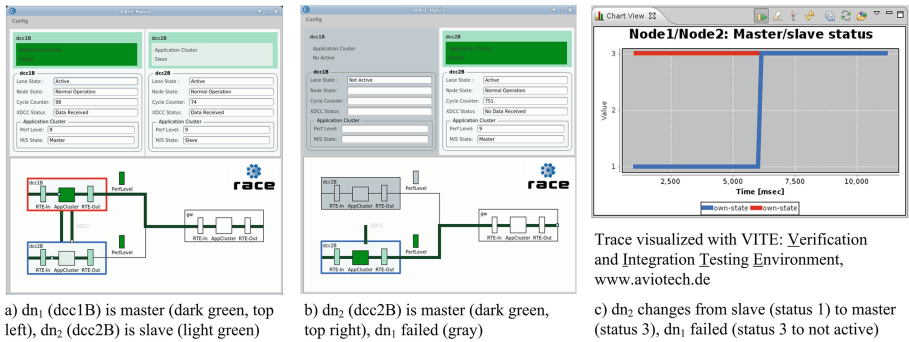 RACE-MaSlV
Config
dcc1B
Application Cluster
Master
dcc2B
Application Cluster
Slave
dcc1B
Lane State : Active
Node State: Normal Operation
Cycle Counter: 98
XDCC Status Data Received
Application Cluster
Perf Level: 9
M/S State: Master
dcc2B
Lane State : Active
Node State: Normal Operation
Cycle Counter: 74
XDCC Status: Data Received
Application Cluster
Perf Level: 9
M/S State: Slave
dcc1B
RTE-In AppCluster RTE-Out
PerfLevel
XDCC
dcc2B
RTE-In AppCluster RTE-Out
PerfLevel
gw
RTE-In AppCluster RTE-Out
race
a) dn1 (dcc1B) is master (dark green, top
left), dn2 (dcc2B) is slave (light green)
Config
dcc1B
Application Cluster
No Active
dcc2B
Application Cluster
Master
dcc1B
Lane State : Not Active
Node State:
Cycle Counter:
XDCC Status
Application Cluster
Perf Level:
M/S State:
dcc2B
Lane State : Active
Node State: Normal Operation
Cycle Counter: 751
XDCC Status: No Data Received
Application Cluster
Perf Level: 9
M/S State: Master
dcc1B
RTE-In AppCluster RTE-Out
PerfLevel
XDCC
dcc2B
RTE-In AppCluster RTE-Out
PerfLevel
gw
RTE-In AppCluster RTE-Out
race
b) dn2 (dcc2B) is master (dark green,
top right), dn1 failed (gray)
Chart View
Node1/Node2: Master/slave status
Value
3
2
1
2,500 5,000 7,500 10,000
Time [msec]
own-state own-state
Trace visualized with VITE: Verification
and Integration Testing Environment,
www.aviotech.de
c) dn2 changes from slave (status 1) to master
(status 3), dn1 failed (status 3 to not active)